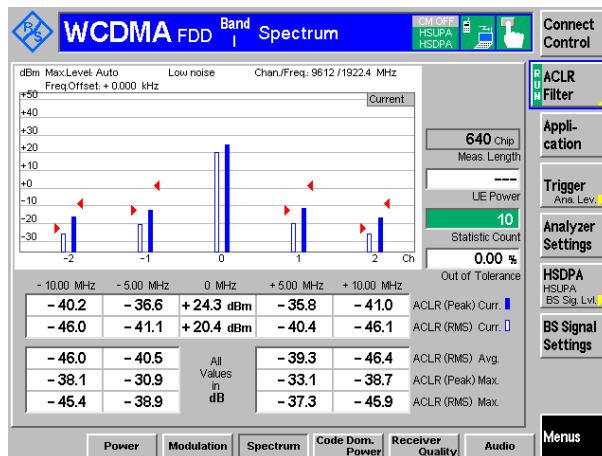 R S
WCDMA FDD Band I Spectrum
CM OFF
HSUPA
HSDPA
Connect Control
dBm Max.Level: Auto Low noise Chan./Freq.: 9612 / 1922.4 MHz
Freq.Offset: + 0.000 kHz
Current
+50
+40
+30
+20
+10
+0
-10
-20
-30
-2 -1 0 1 2 Ch
640 Chip
Meas. Length
---
UE Power
10
Statistic Count
0.00 %
Out of Tolerance
- 10.00 MHz - 5.00 MHz 0 MHz + 5.00 MHz + 10.00 MHz
- 40.2 - 36.6 + 24.3 dBm - 35.8 - 41.0 ACLR (Peak) Curr.
- 46.0 - 41.1 + 20.4 dBm - 40.4 - 46.1 ACLR (RMS) Curr.
- 46.0 - 40.5 - 39.3 - 46.4 ACLR (RMS) Avg.
- 38.1 - 30.9 - 33.1 - 38.7 ACLR (Peak) Max.
- 45.4 - 38.9 - 37.3 - 45.9 ACLR (RMS) Max.
All
Values
in
dB
RUN
ACLR
Filter
Appli-
cation
Trigger
Ana. Lev.
Analyzer
Settings
HSDPA
HSUPA
BS Sig. Lvl.
BS Signal
Settings
Menus
Power Modulation Spectrum Code Dom. Power Receiver Quality Audio